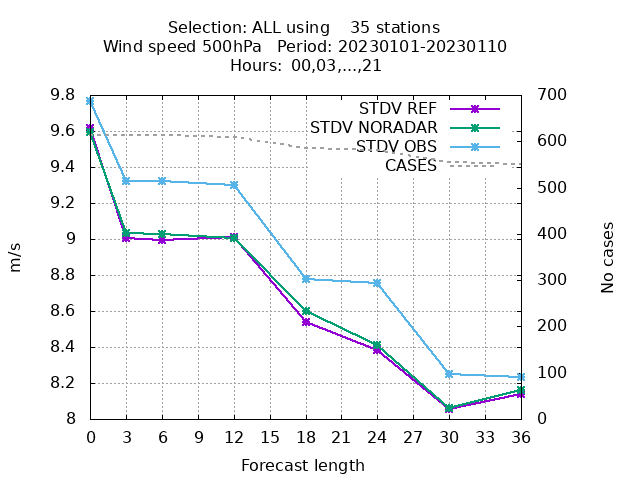 Selection: ALL using    35 stations
Wind speed 500hPa   Period: 20230101-20230110
Hours: 00,03,...,21
9.8
9.6
9.4
9.2
9
8.8
8.6
8.4
8.2
8
m/s
STDV REF
STDV NORADAR
STDV OBS
CASES
700
600
500
400
300
200
100
0
No cases
0 3 6 9 12 15 18 21 24 27 30 33 36
Forecast length